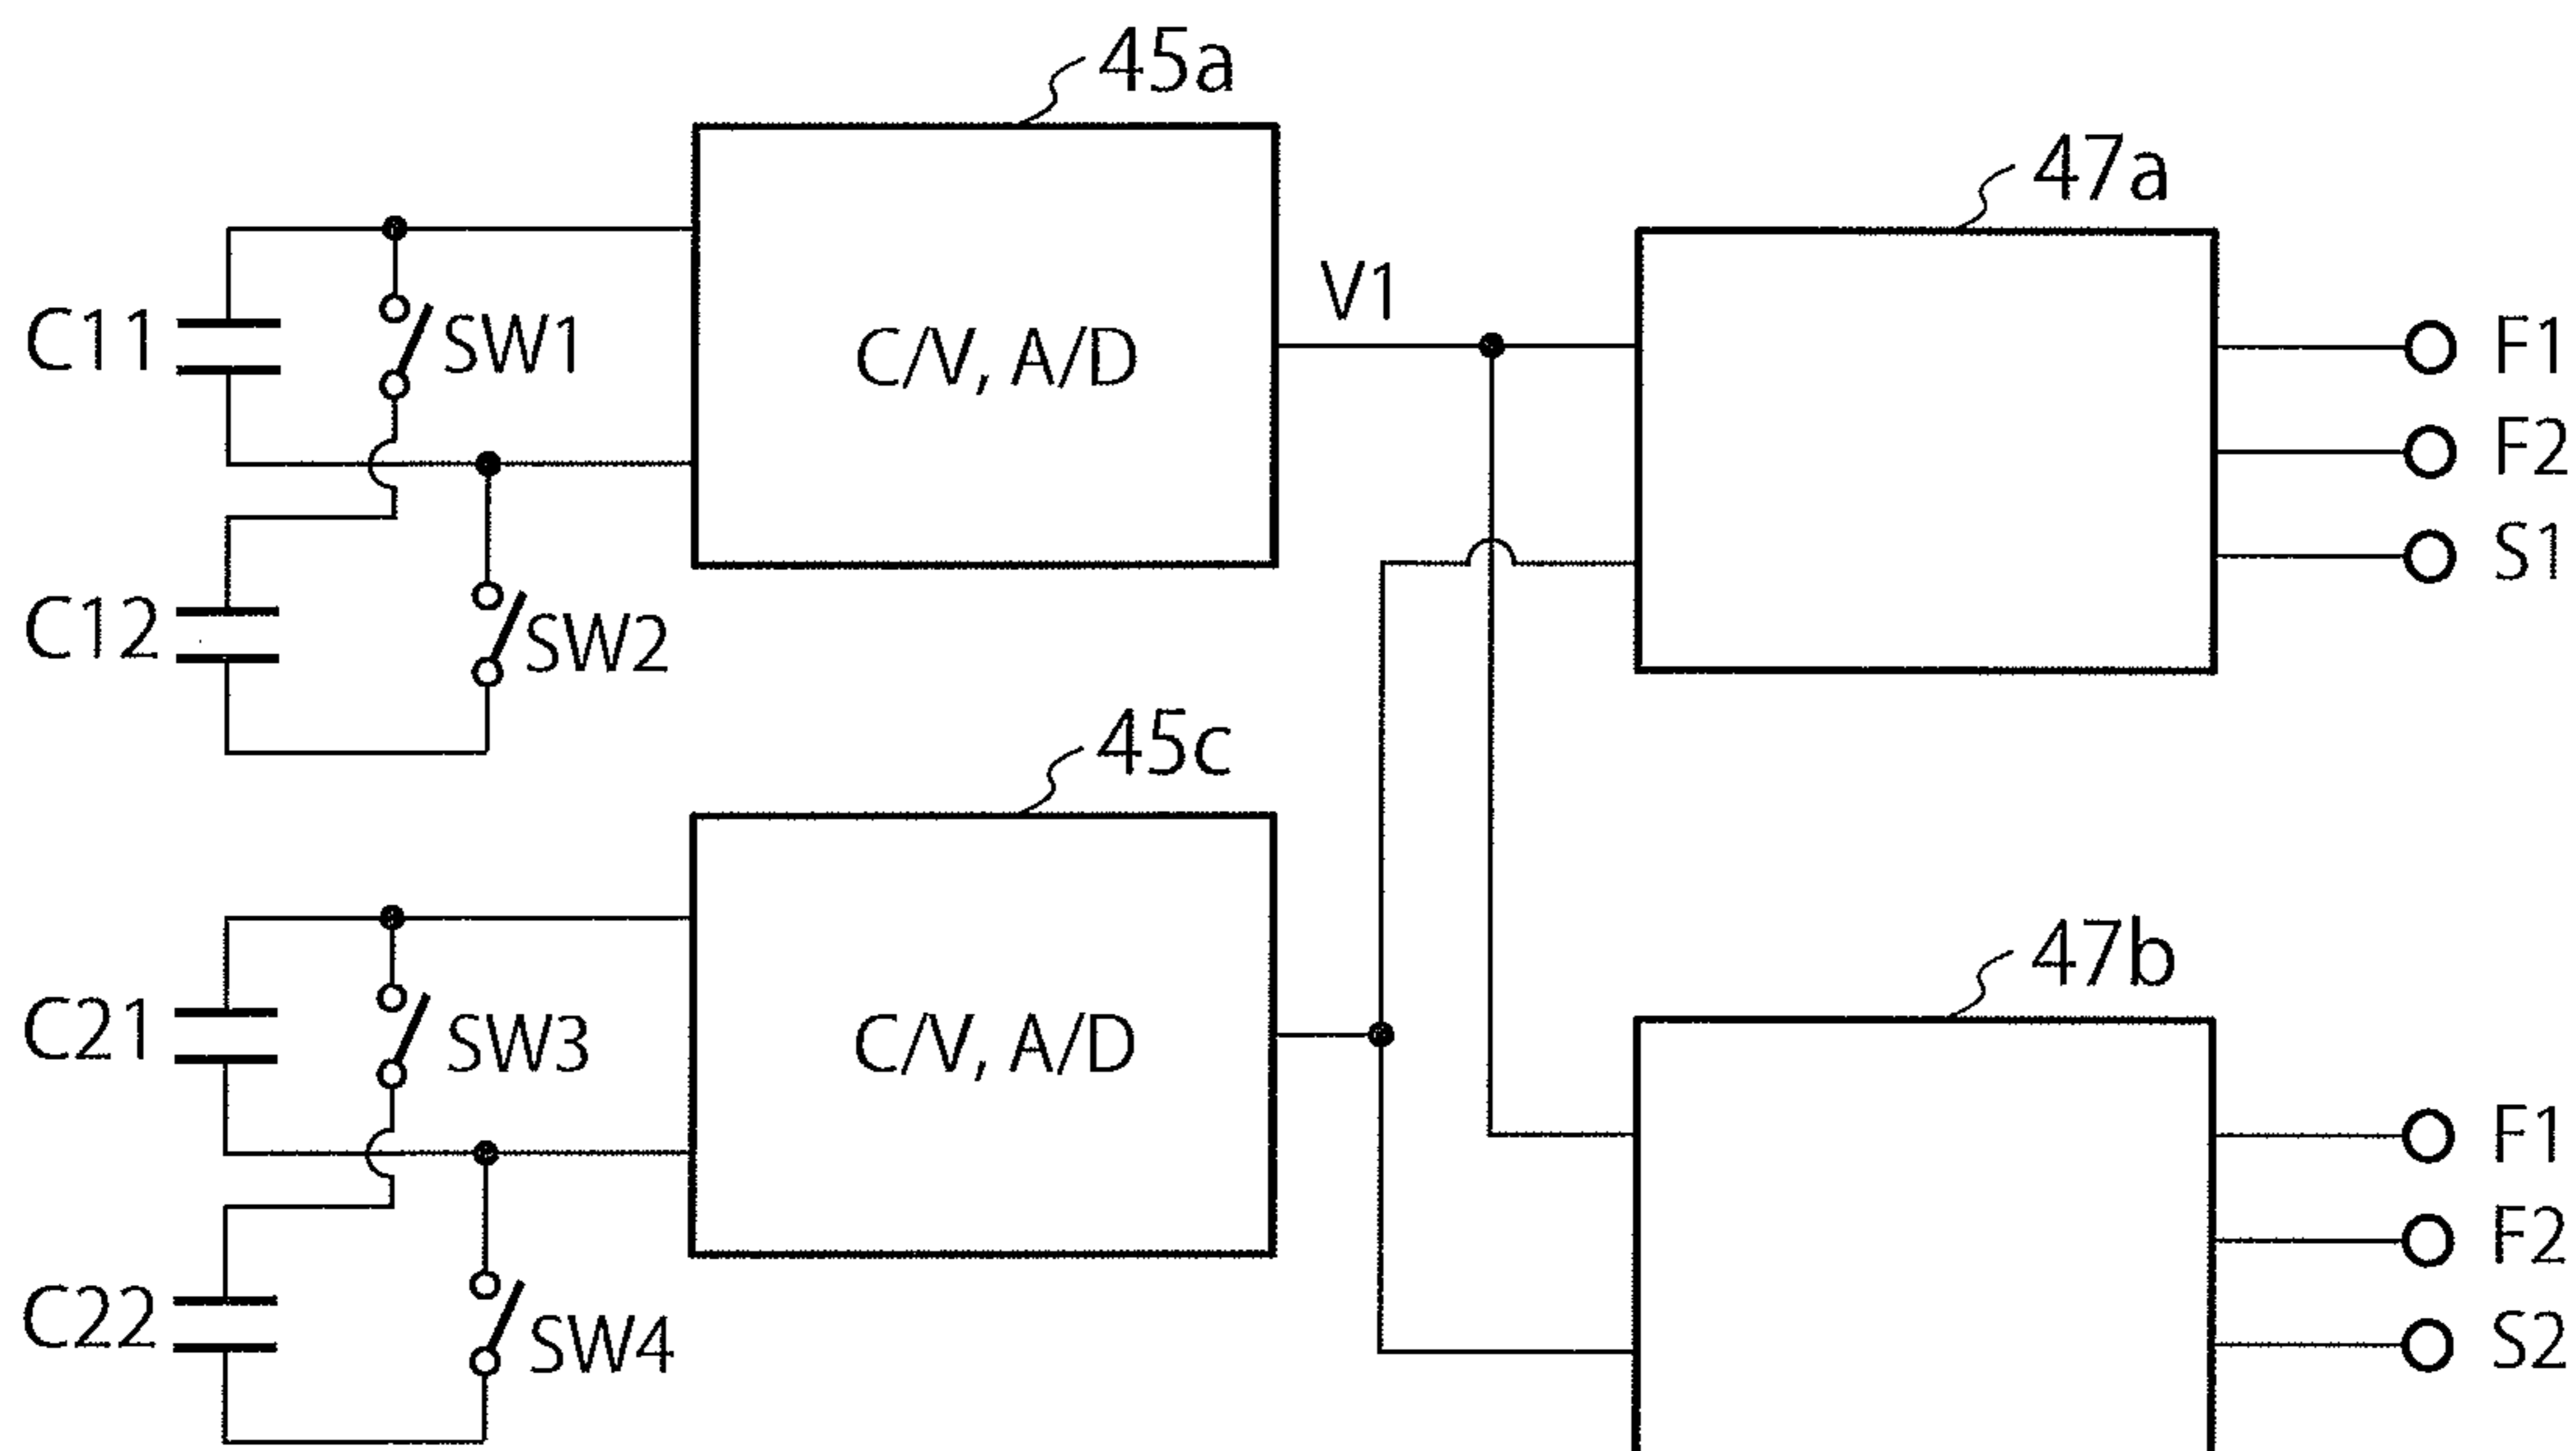 45a
47a
V1
C11
SW1
C/V, A/D
F1
F2
S1
C12
SW2
45c
47b
C21
SW3
C/V, A/D
F1
F2
S2
C22
SW4